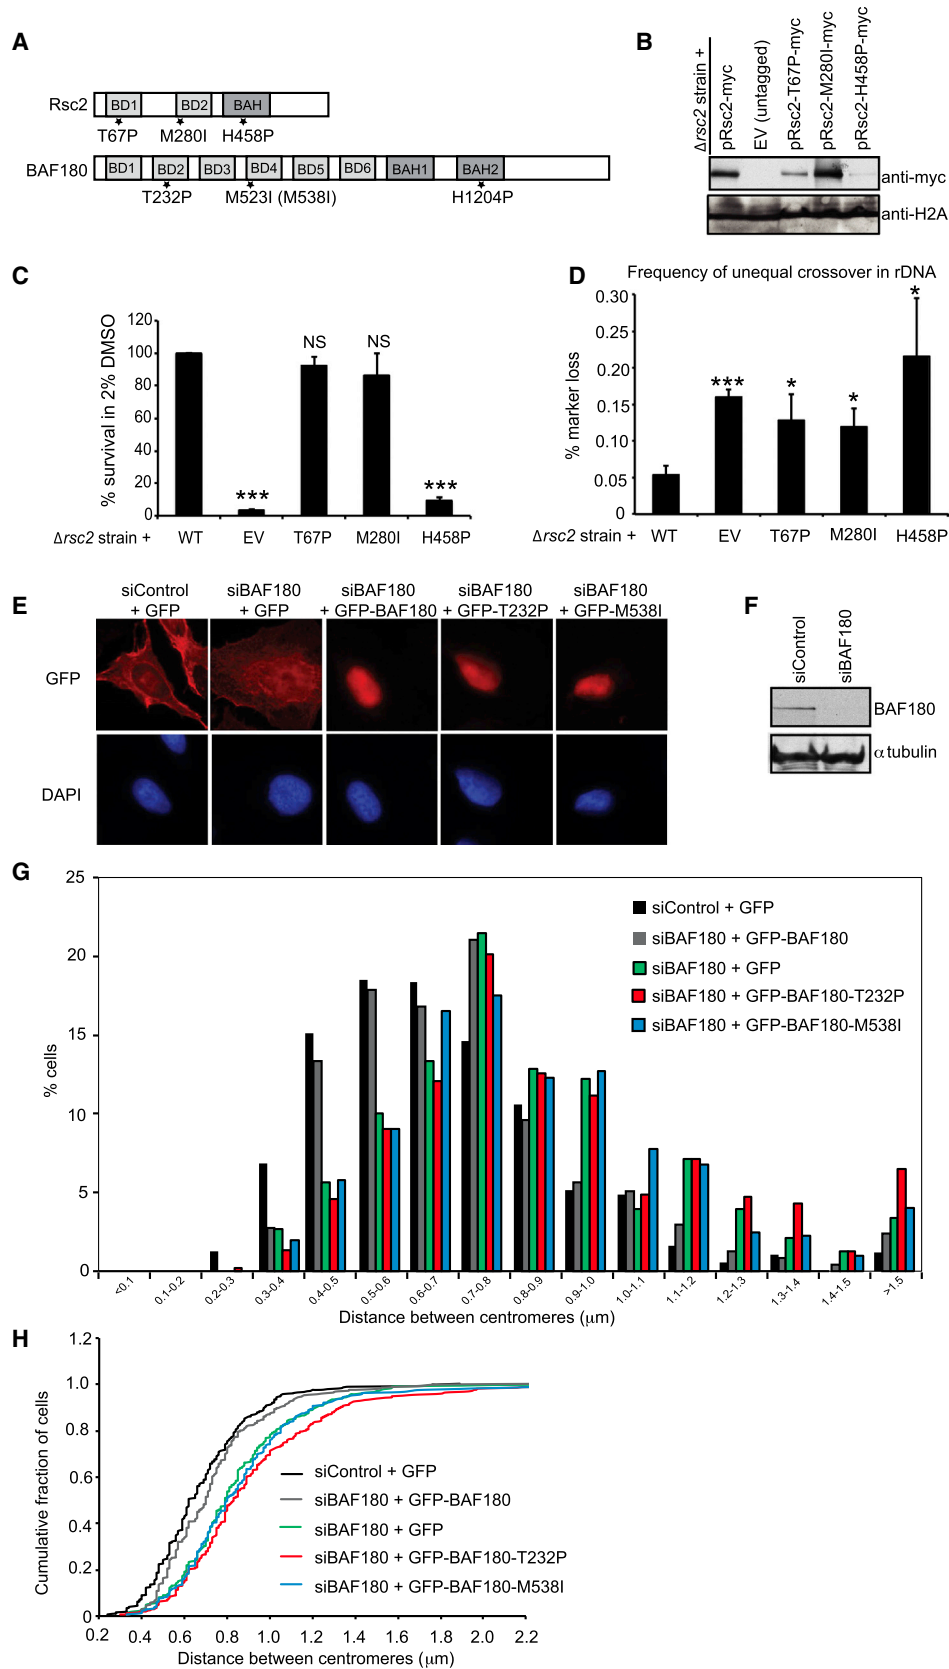 A
Rsc2
BD1
BD2
BAH
T67P
M280I
H458P
BAF180
BD1
BD2
BD3
BD4
BD5
BD6
BAH1
BAH2
T232P
M523I (M538I)
H1204P
B
Δrsc2 strain +
pRsc2-myc
EV (untagged)
pRsc2-T67P-myc
pRsc2-M280I-myc
pRsc2-H458P-myc
anti-myc
anti-H2A
C
% survival in 2% DMSO
120
100
80
60
40
20
0
***
NS
NS
***
Δrsc2 strain +
WT
EV
T67P
M280I
H458P
D
Frequency of unequal crossover in rDNA
% marker loss
0.30
0.25
0.20
0.15
0.10
0.05
0
***
*
*
*
Δrsc2 strain +
WT
EV
T67P
M280I
H458P
E
siControl
+ GFP
siBAF180
+ GFP
siBAF180
+ GFP-BAF180
siBAF180
+ GFP-T232P
siBAF180
+ GFP-M538I
GFP
DAPI
F
siControl
siBAF180
BAF180
α tubulin
G
% cells
25
20
15
10
5
0
siControl + GFP
siBAF180 + GFP-BAF180
siBAF180 + GFP
siBAF180 + GFP-BAF180-T232P
siBAF180 + GFP-BAF180-M538I
<0.1
0.1-0.2
0.2-0.3
0.3-0.4
0.4-0.5
0.5-0.6
0.6-0.7
0.7-0.8
0.8-0.9
0.9-1.0
1.0-1.1
1.1-1.2
1.2-1.3
1.3-1.4
1.4-1.5
>1.5
Distance between centromeres (μm)
H
Cumulative fraction of cells
1.2
1.0
0.8
0.6
0.4
0.2
0
siControl + GFP
siBAF180 + GFP-BAF180
siBAF180 + GFP
siBAF180 + GFP-BAF180-T232P
siBAF180 + GFP-BAF180-M538I
0.2
0.4
0.6
0.8
1.0
1.2
1.4
1.6
1.8
2.0
2.2
Distance between centromeres (μm)